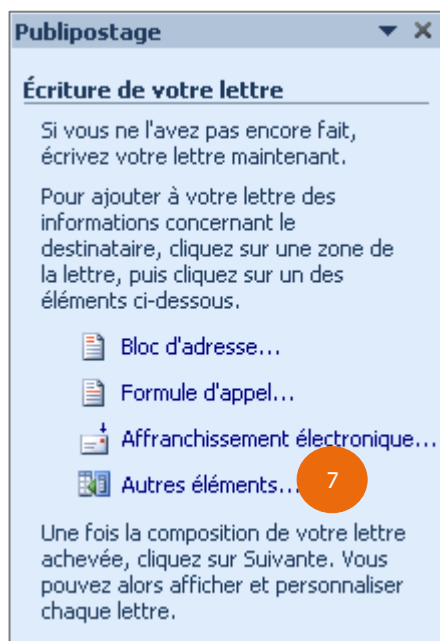 Publipostage
Écriture de votre lettre
Si vous ne l'avez pas encore fait,
écrivez votre lettre maintenant.
Pour ajouter à votre lettre des
informations concernant le
destinataire, cliquez sur une zone de
la lettre, puis cliquez sur un des
éléments ci-dessous.
Bloc d'adresse...
Formule d'appel...
Affranchissement électronique...
Autres éléments... 7
Une fois la composition de votre lettre
achevée, cliquez sur Suivante. Vous
pouvez alors afficher et personnaliser
chaque lettre.